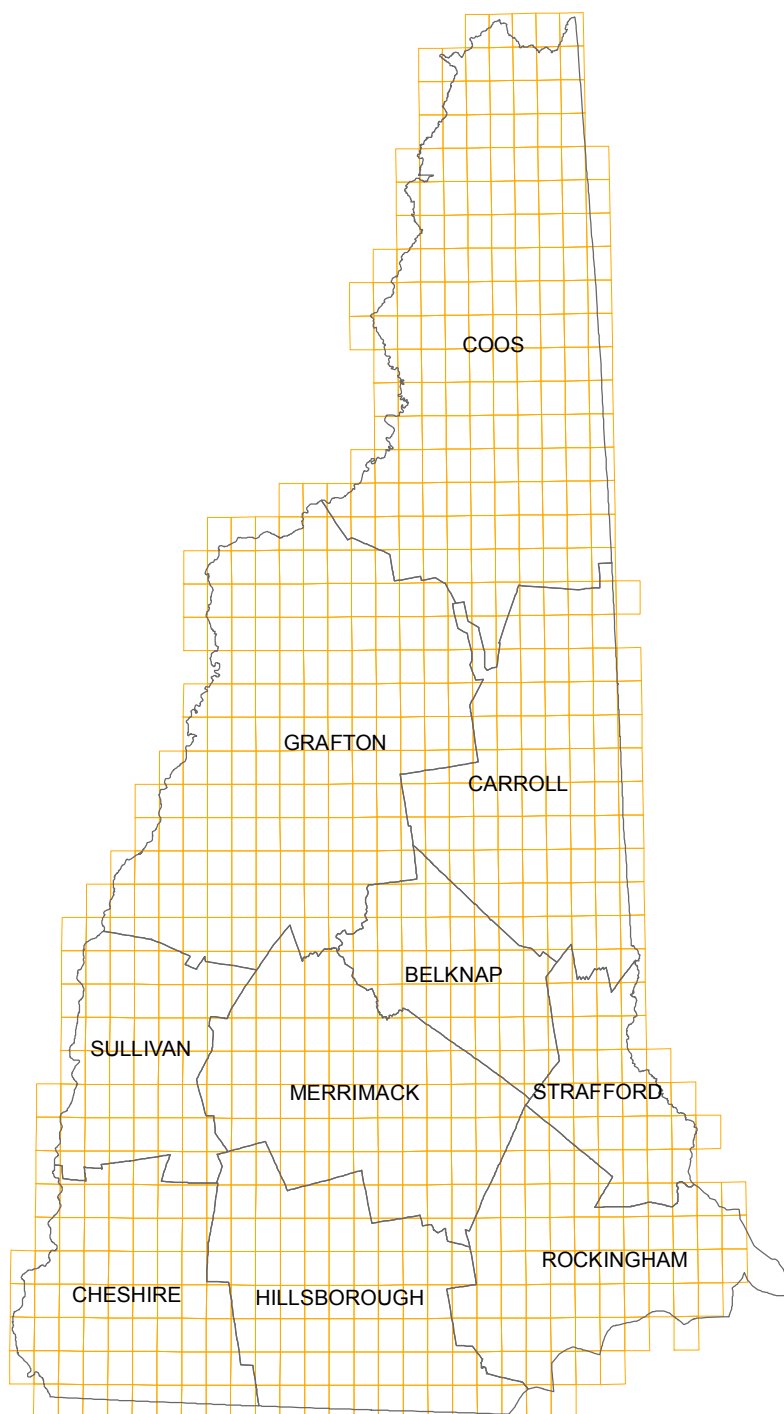 COOS
GRAFTON
CARROLL
BELKNAP
SULLIVAN
MERRIMACK
STRAFFORD
ROCKINGHAM
CHESHIRE
HILLSBOROUGH